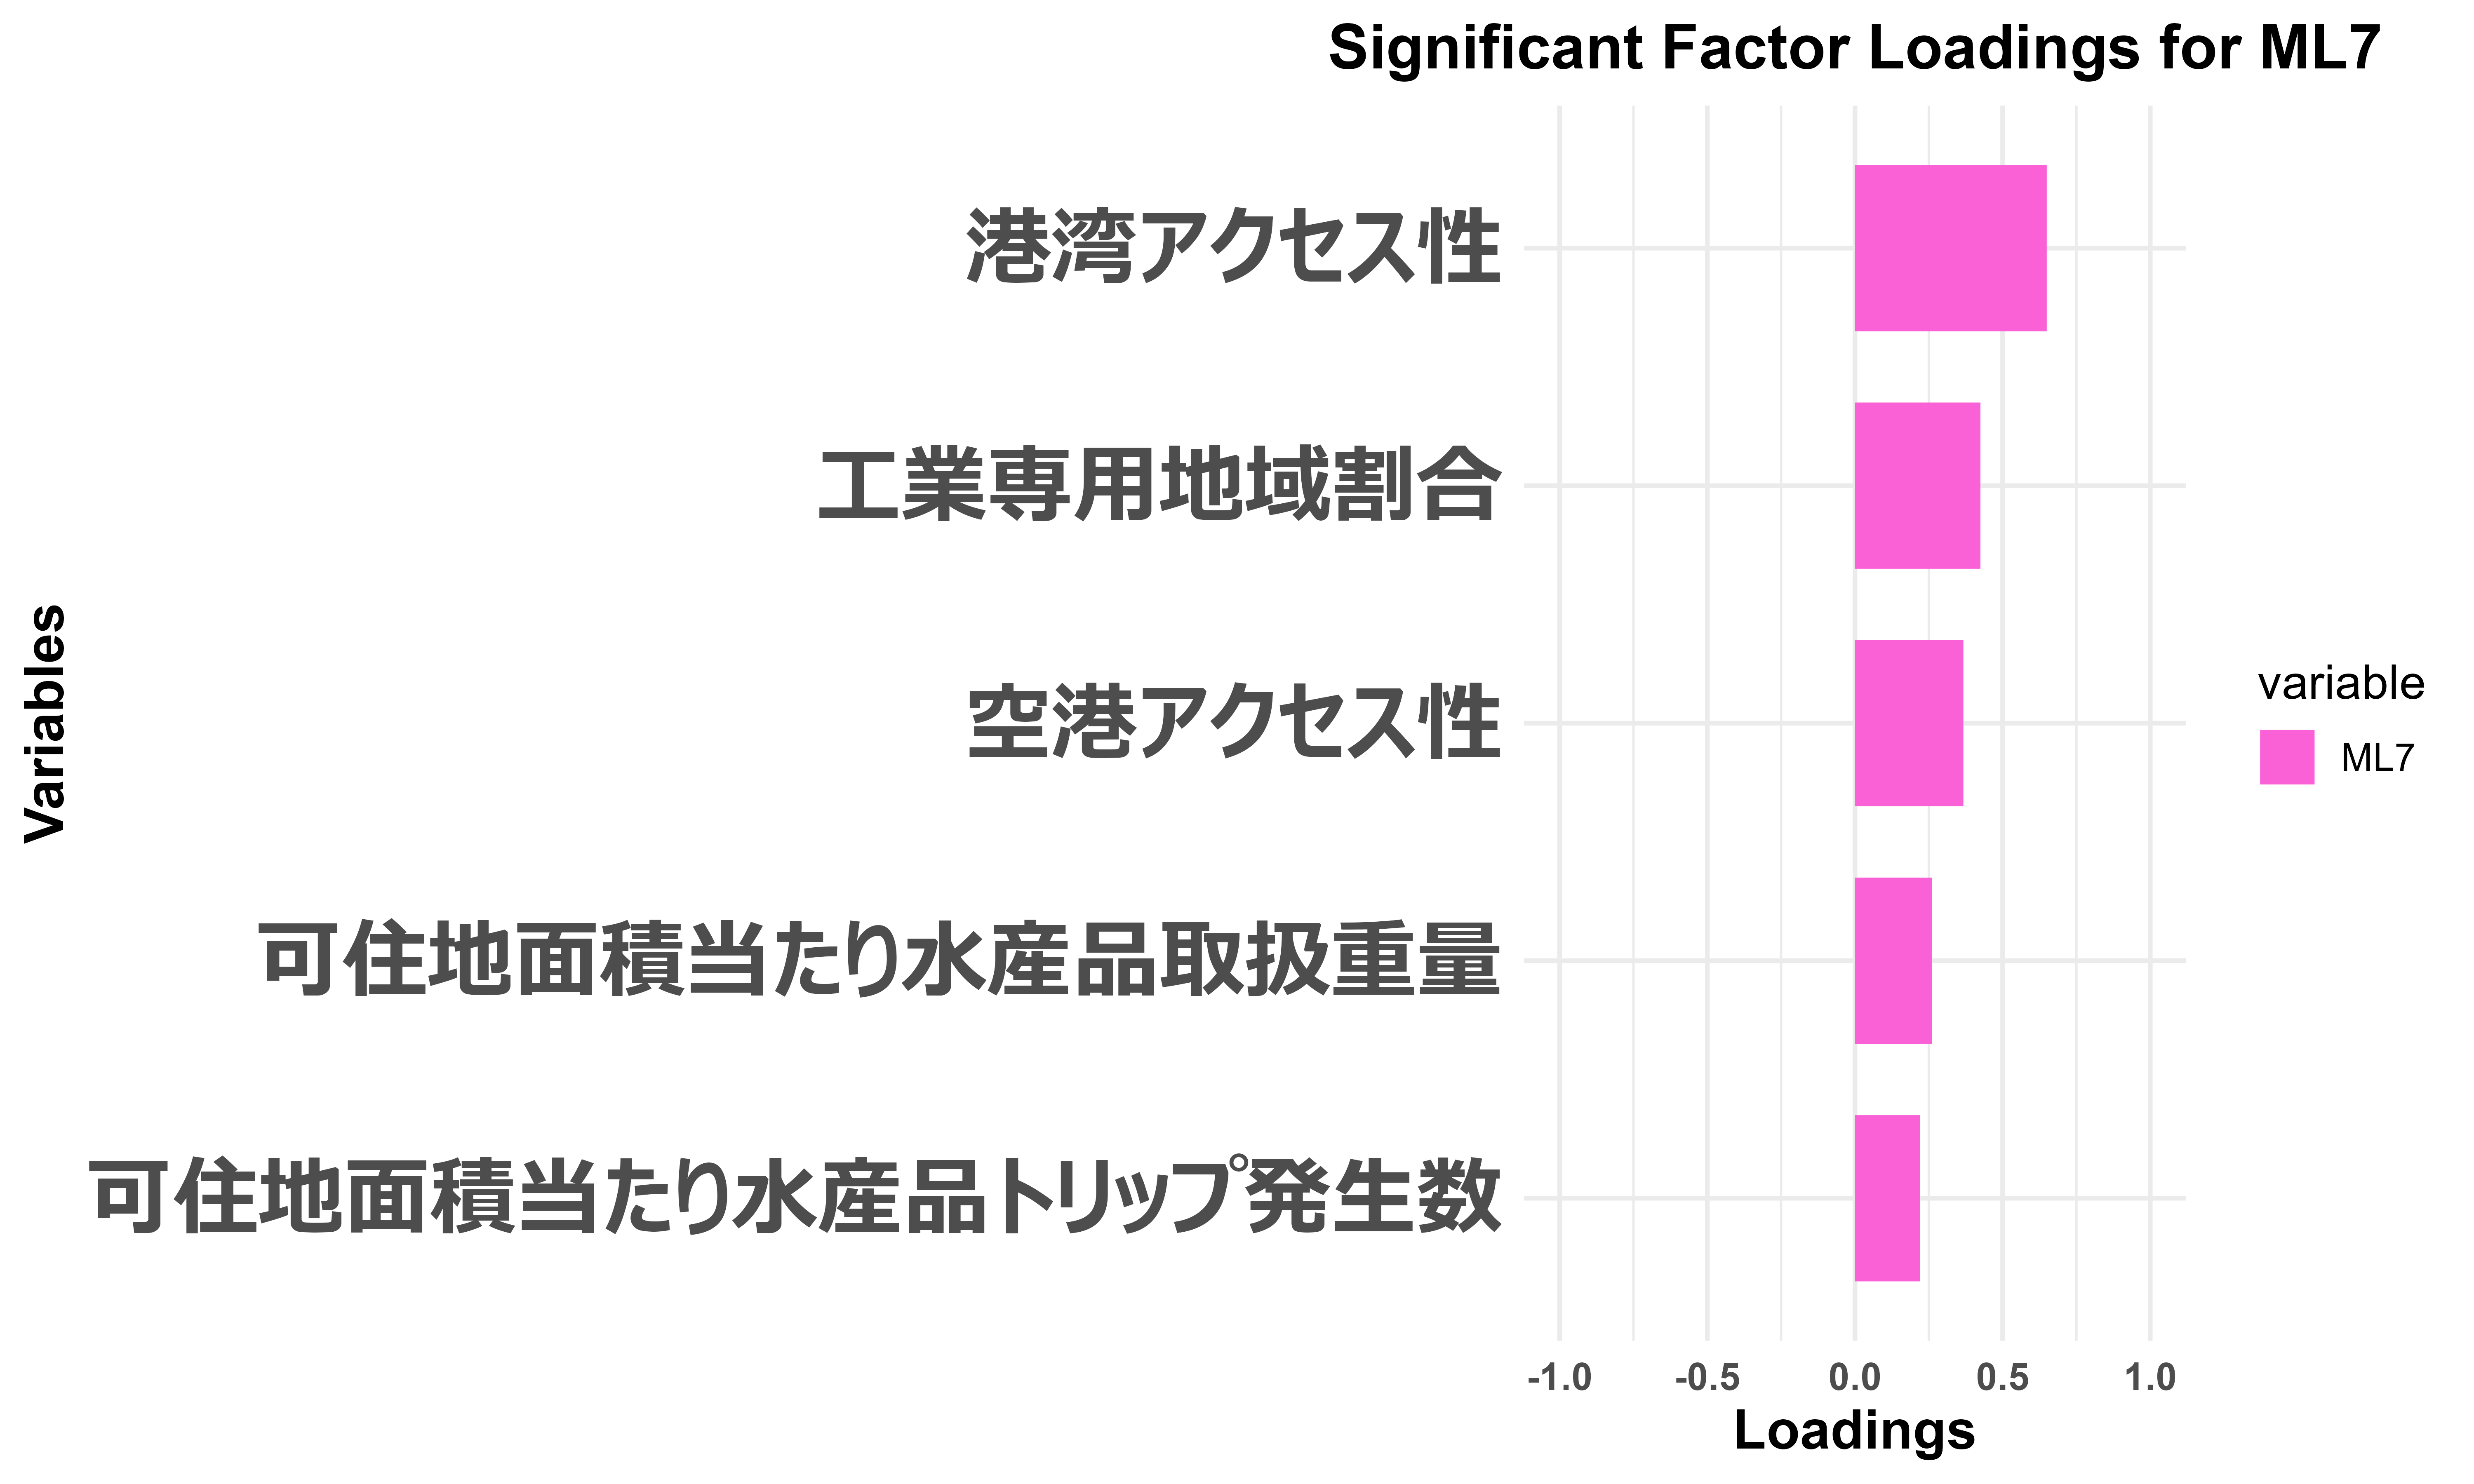 Significant Factor Loadings for ML7
Variables
港湾アクセス性
工業専用地域割合
空港アクセス性
可住地面積当たり水産品取扱重量
可住地面積当たり水産品トリップ発生数
-1.0 -0.5 0.0 0.5 1.0
Loadings
variable
ML7